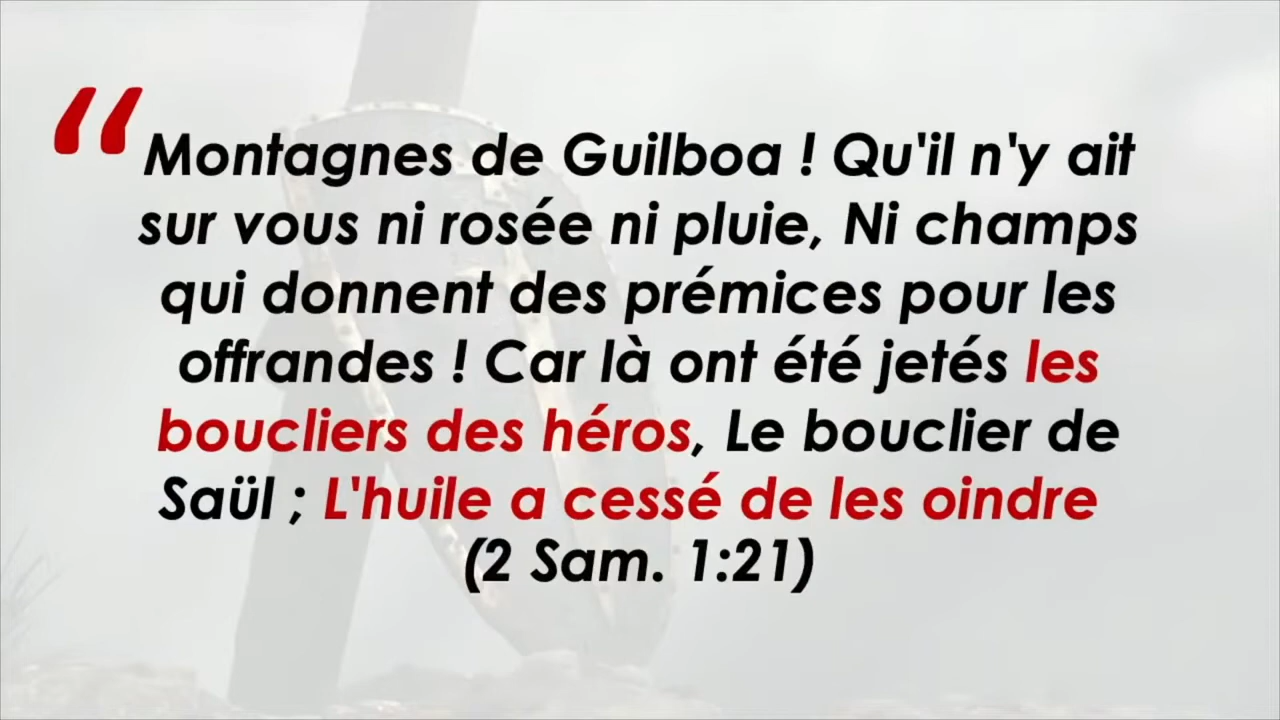 “Montagnes de Guilboa ! Qu'il n'y ait
sur vous ni rosée ni pluie, Ni champs
qui donnent des prémices pour les
offrandes ! Car là ont été jetés les
boucliers des héros, Le bouclier de
Saül ; L'huile a cessé de les oindre
(2 Sam. 1:21)